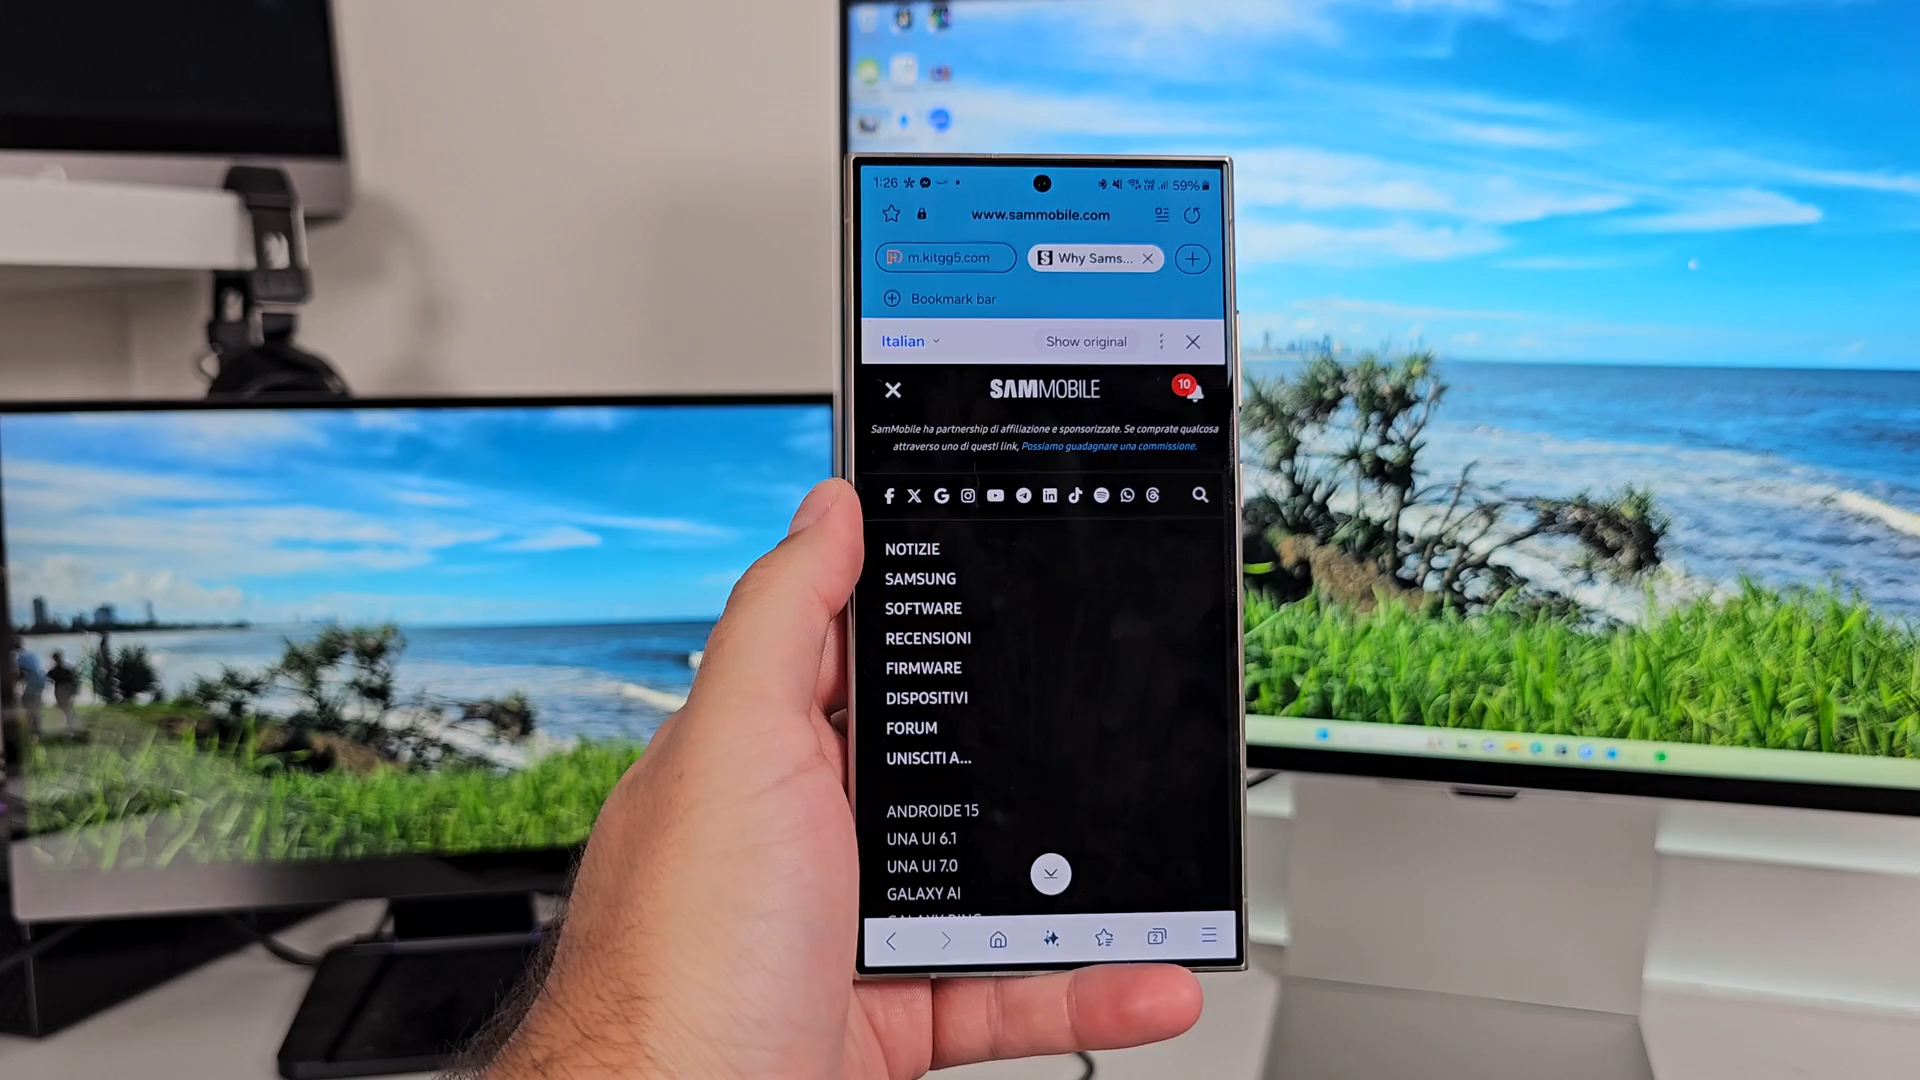 1:26
59%
www.sammobile.com
m.kitgg5.com
Why Sams...
Bookmark bar
Italian
Show original
SAMMOBILE
10
SamMobile ha partnership di affiliazione e sponsorizzate. Se comprate qualcosa
attraverso uno di questi link, Possiamo guadagnare una commissione.
NOTIZIE
SAMSUNG
SOFTWARE
RECENSIONI
FIRMWARE
DISPOSITIVI
FORUM
UNISCITI A...
ANDROIDE 15
UNA UI 6.1
UNA UI 7.0
GALAXY AI
2